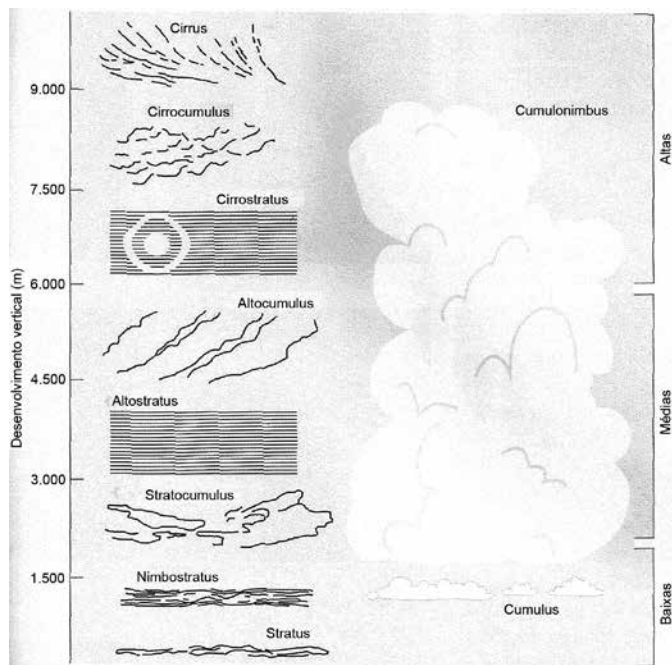 Cirrus
9.000
Cumulonimbus
Cirrocumulus
Altas
7.500
Cirrostratus
6.000
Altocumulus
Desenvolvimento vertical (m)
4.500
Altostratus
Médias
3.000
Stratocumulus
1.500
Nimbostratus
Cumulus
Baixas
Stratus